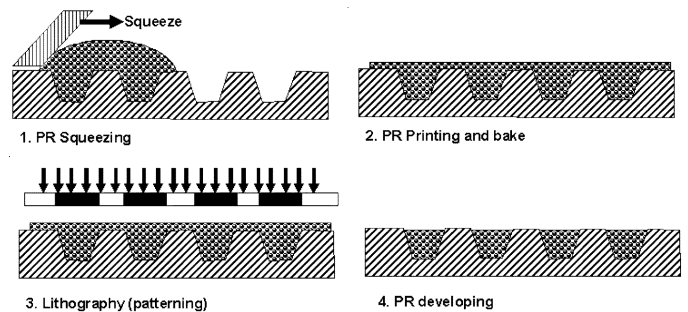 Squeeze
1. PR Squeezing
2. PR Printing and bake
3. Lithography (patterning)
4. PR developing